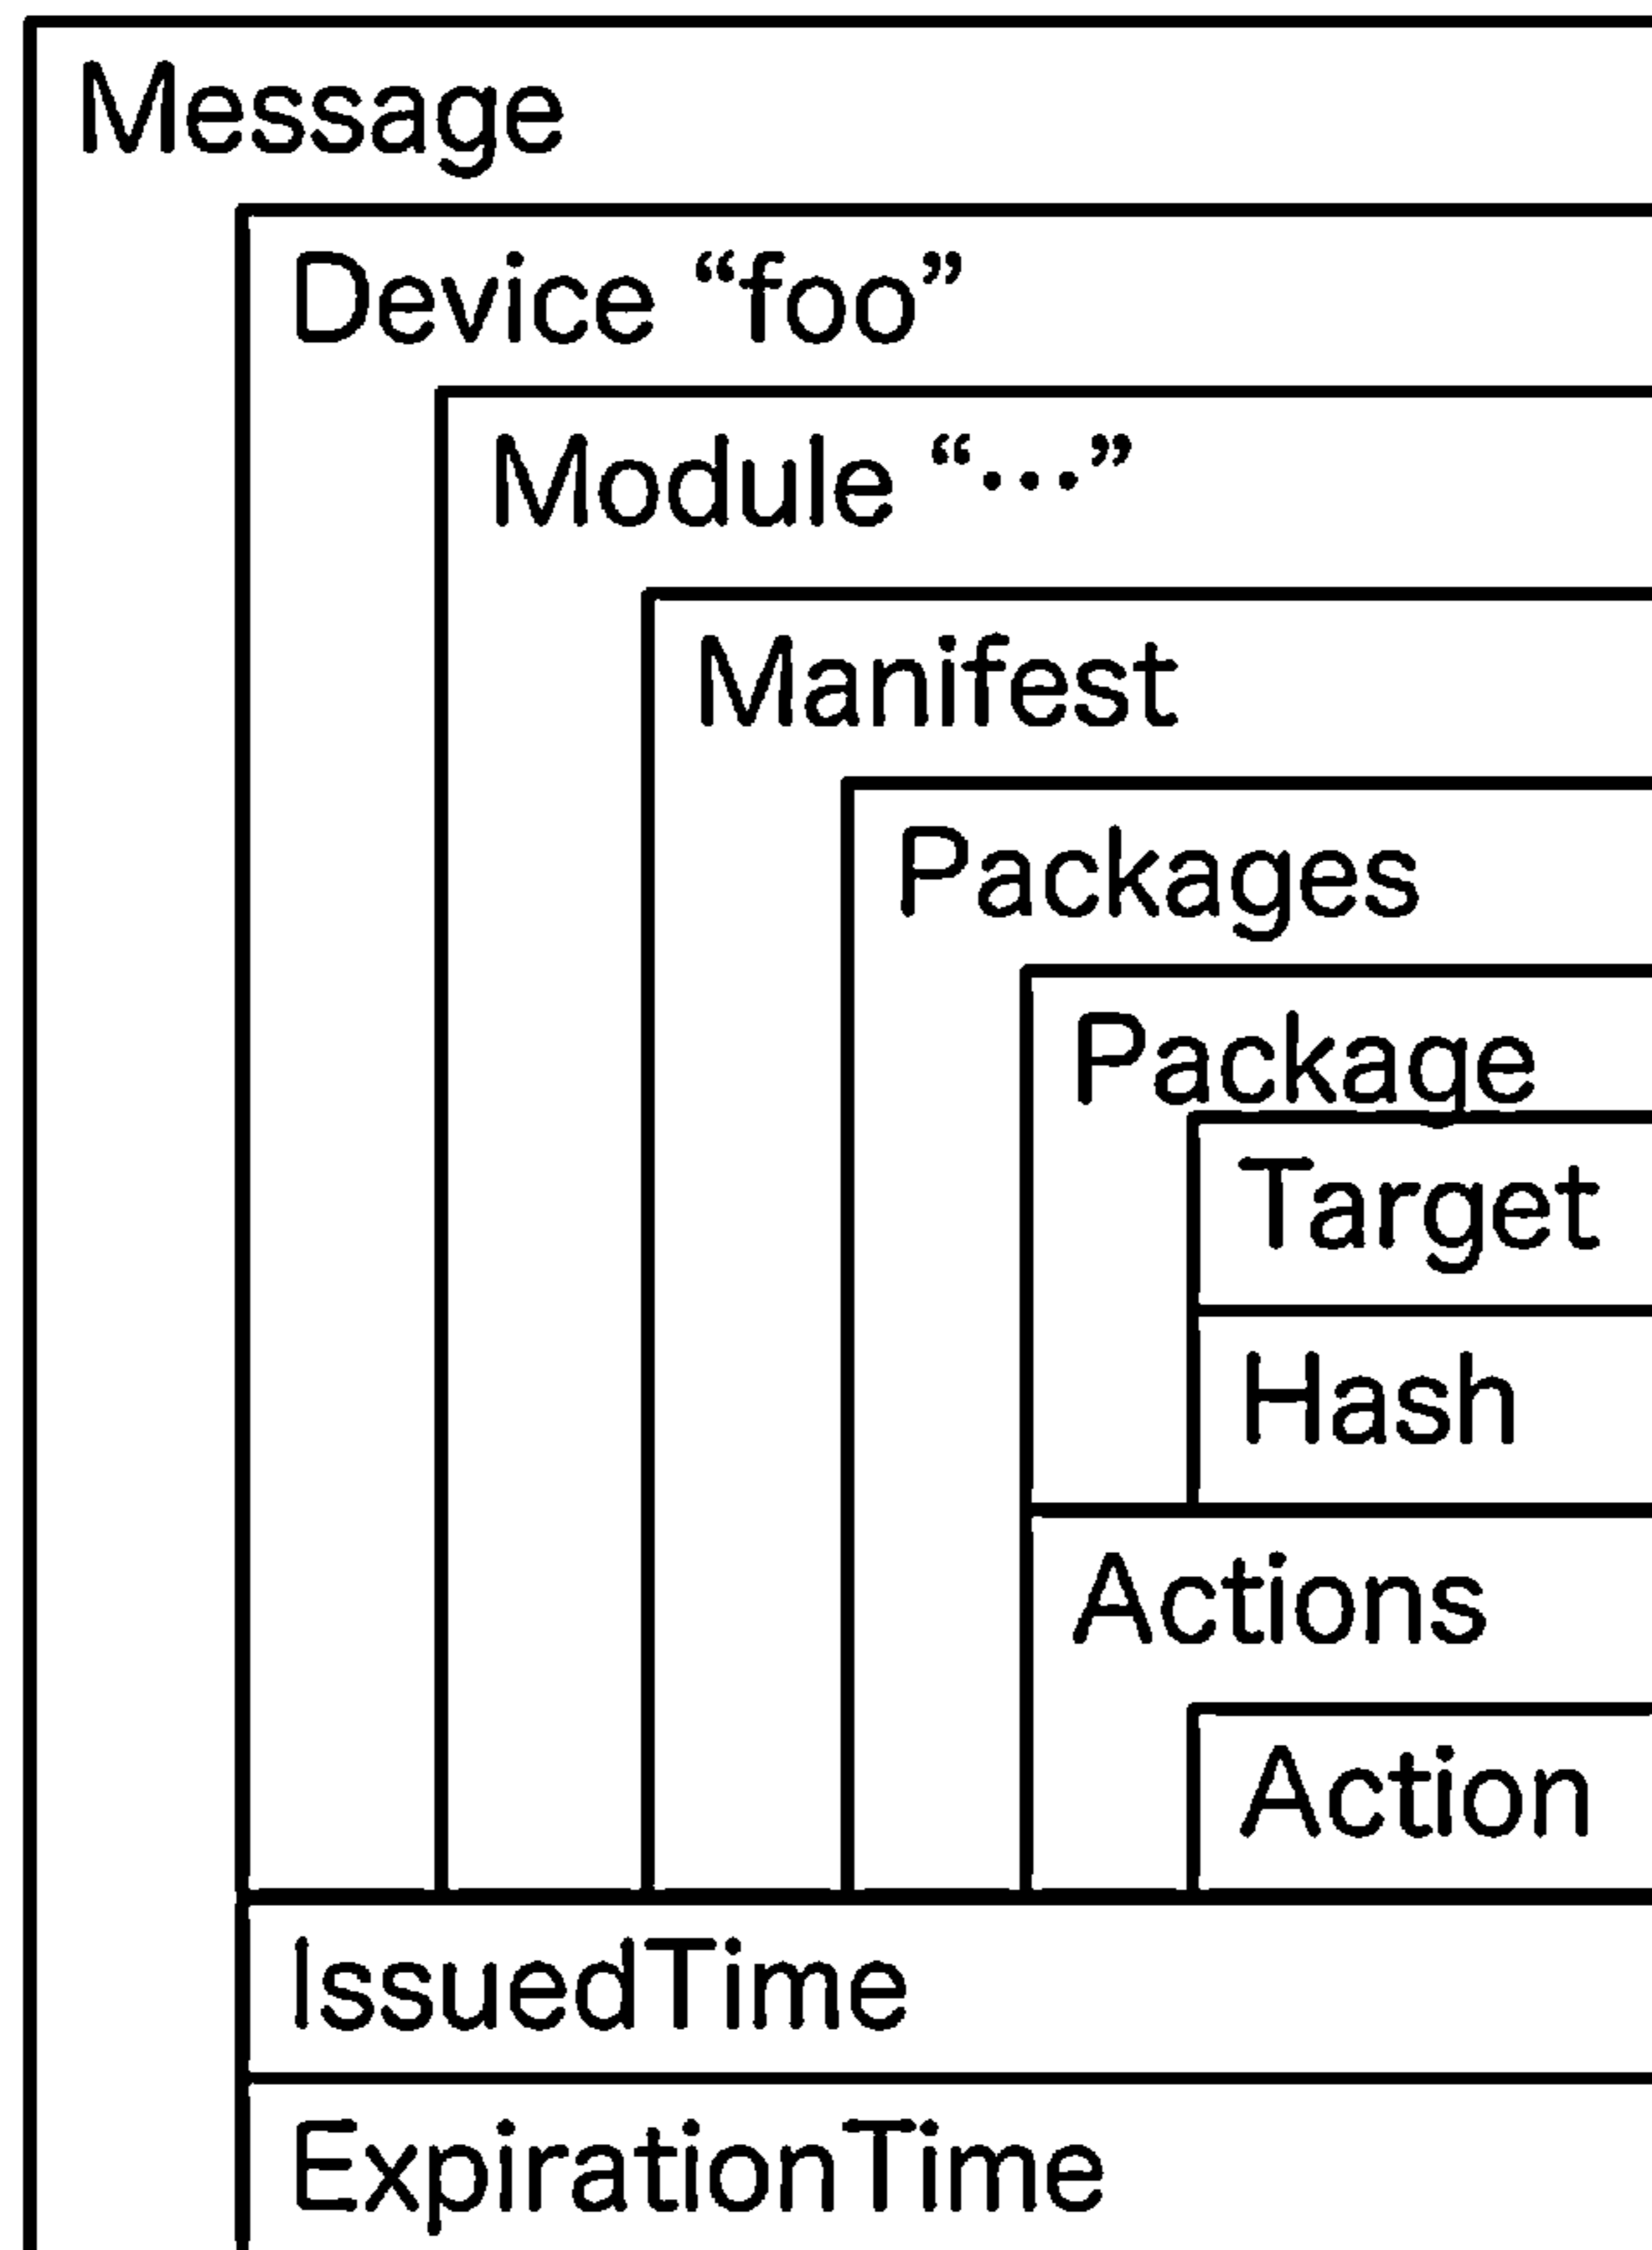 Message
Device “foo”
Module “…”
Manifest
Packages
Package
Target
Hash
Actions
Action
IssuedTime
ExpirationTime